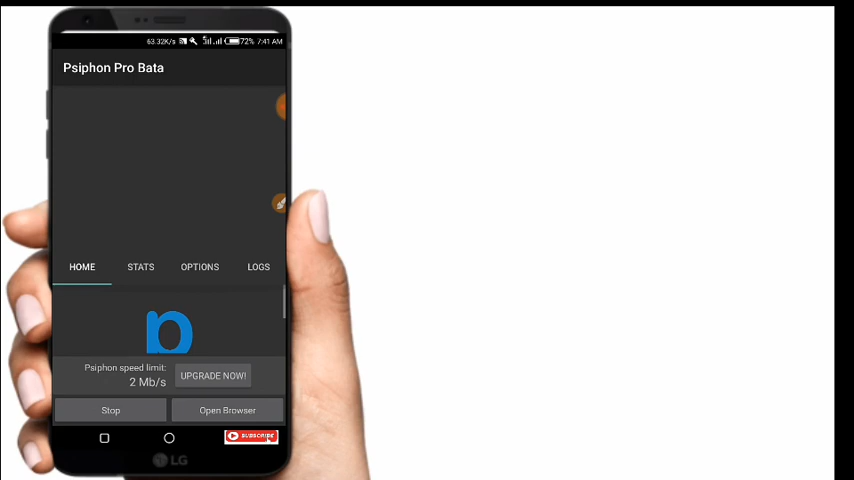 63.32K/s 72% 7:41 AM
Psiphon Pro Bata
HOME STATS OPTIONS LOGS
p
Psiphon speed limit:
2 Mb/s
UPGRADE NOW!
Stop Open Browser
SUBSCRIBE
LG